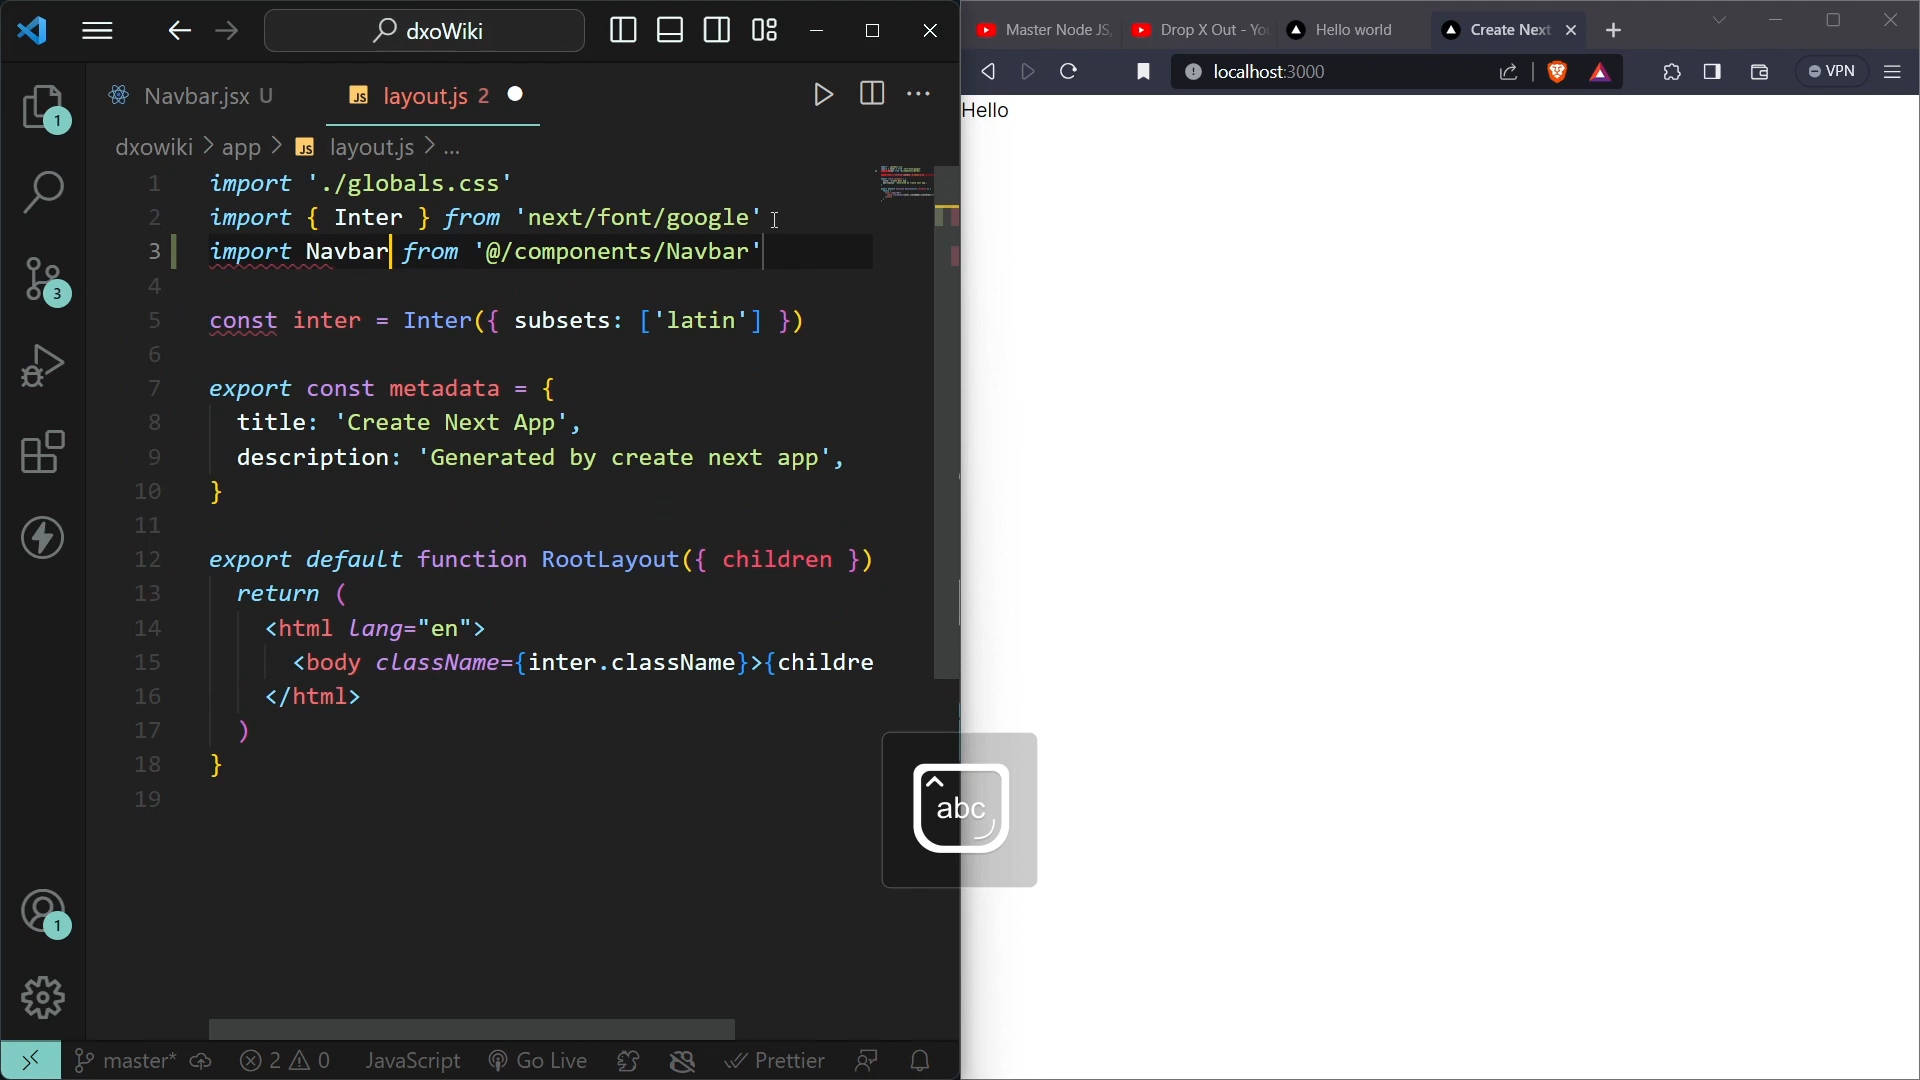 dxoWiki
Master Node JS,
Drop X Out - You
Hello world
Create Next
localhost:3000
VPN
Navbar.jsx U
layout.js 2
dxowiki > app > JS layout.js > ...
Hello
1 import './globals.css'
2 import { Inter } from 'next/font/google'
3 import Navbar from '@/components/Navbar'
4
5 const inter = Inter({ subsets: ['latin'] })
6
7 export const metadata = {
8 title: 'Create Next App',
9 description: 'Generated by create next app',
10 }
11
12 export default function RootLayout({ children })
13 return (
14 <html lang="en">
15 <body className={inter.className}>{childre
16 </html>
17 )
18 }
19
1
3
1
abc
master*
2
0
JavaScript
Go Live
Prettier